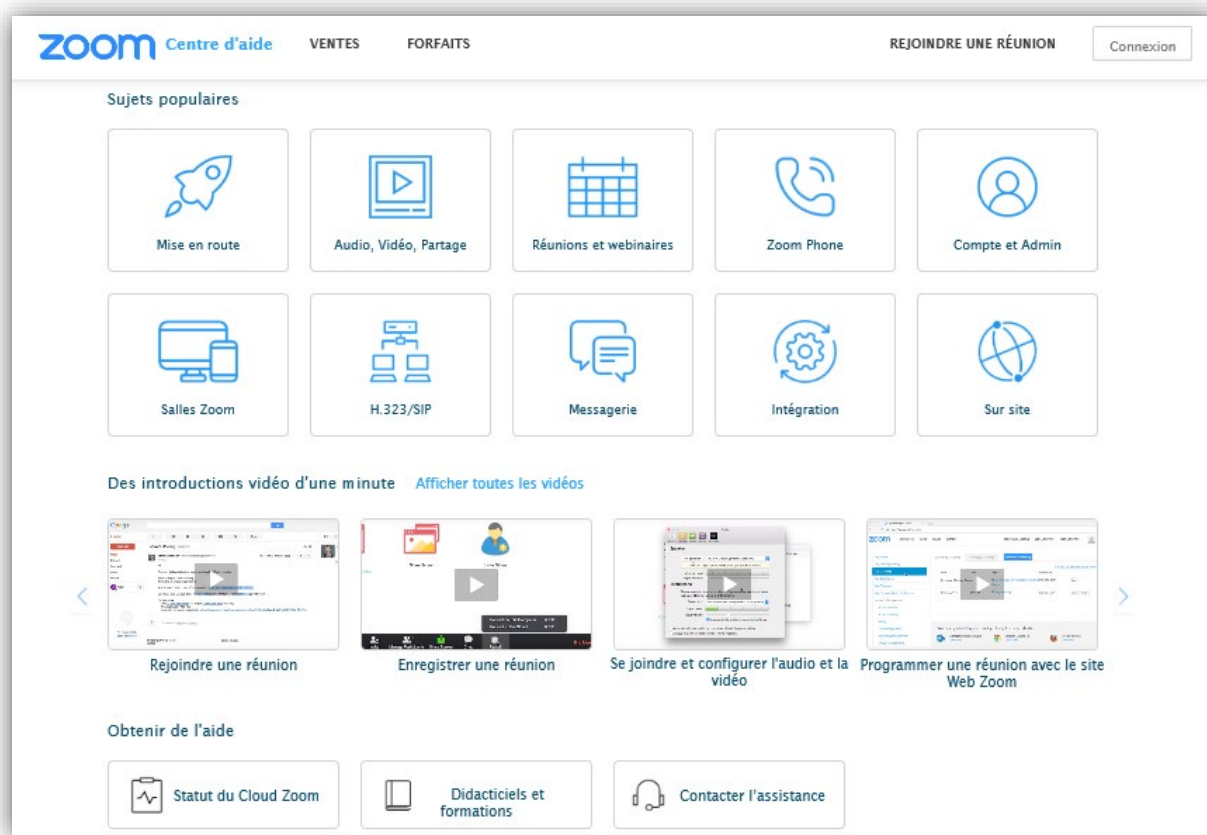 zoom Centre d'aide VENTES FORFAITS REJOINDRE UNE RÉUNION Connexion
Sujets populaires
Mise en route Audio, Vidéo, Partage Réunions et webinaires Zoom Phone Compte et Admin
Salles Zoom H.323/SIP Messagerie Intégration Sur site
Des introductions vidéo d'une minute Afficher toutes les vidéos
Rejoindre une réunion Enregistrer une réunion Se joindre et configurer l'audio et la vidéo Programmer une réunion avec le site Web Zoom
Obtenir de l'aide
Statut du Cloud Zoom Didacticiels et formations Contacter l'assistance